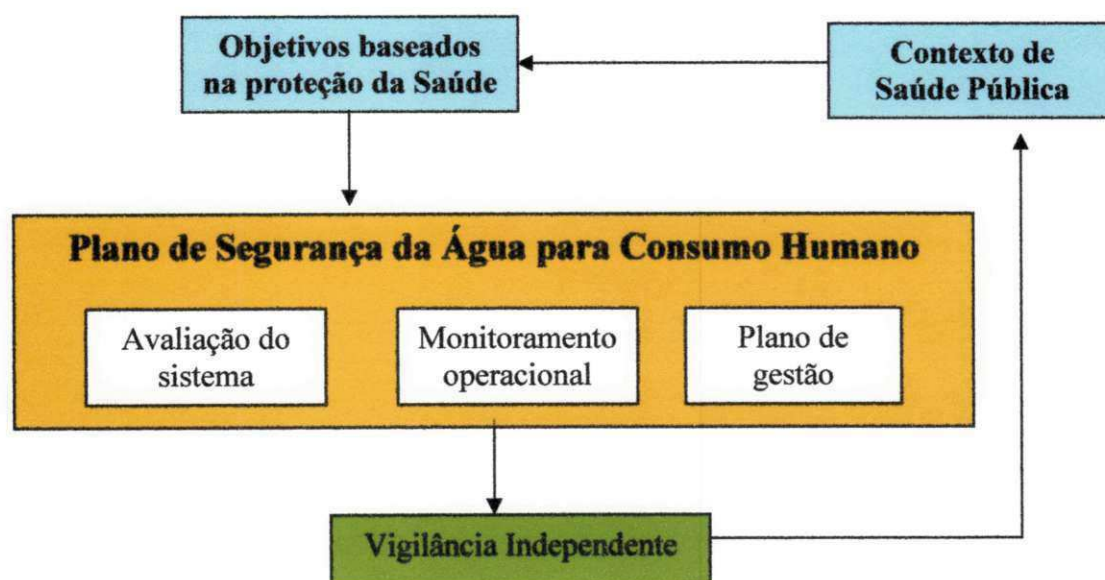 Objetivos baseados
na proteção da Saúde
Contexto de
Saúde Pública
Plano de Segurança da Água para Consumo Humano
Avaliação do
sistema
Monitoramento
operacional
Plano de
gestão
Vigilância Independente